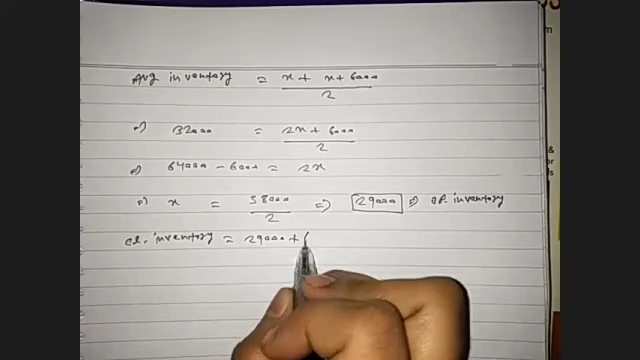 Avg inventory = x + x+6000 / 2
=) 32000 = 2x + 6000 / 2
=) 64000 - 6000 = 2x
=) x = 58000 / 2 => 29000 => OP. inventory
Cl. inventory = 29000 + (